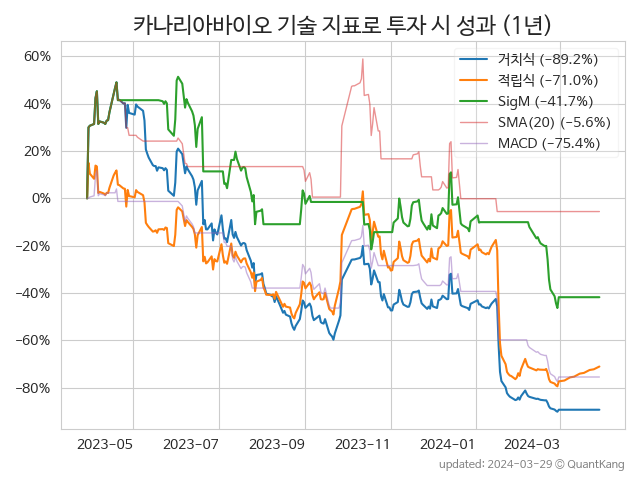 카나리아바이오 기술 지표로 투자 시 성과 (1년)
60%
40%
20%
0%
−20%
−40%
−60%
−80%
거치식 (−89.2%)
적립식 (−71.0%)
SigM (−41.7%)
SMA(20) (−5.6%)
MACD (−75.4%)
2023−05
2023−07
2023−09
2023−11
2024−01
2024−03
updated: 2024−03−29 © QuantKang